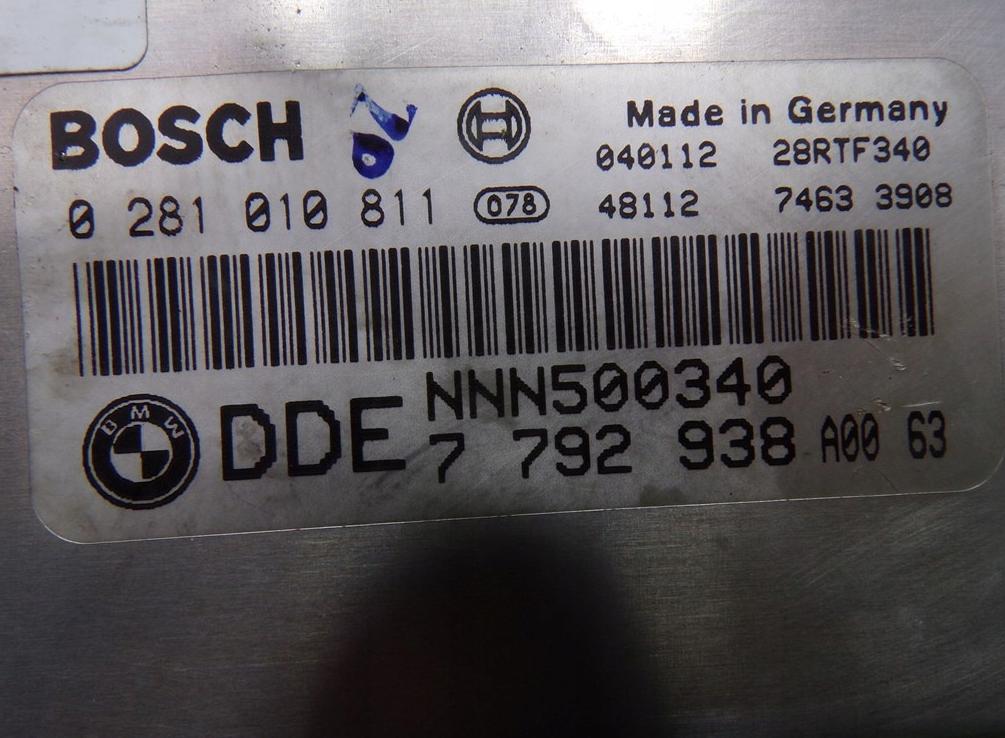 BOSCH
Made in Germany
040112 28RTF340
0 281 010 811 078 48112 7463 3908
BMW
DDE NNN500340
7 792 938 A00 63